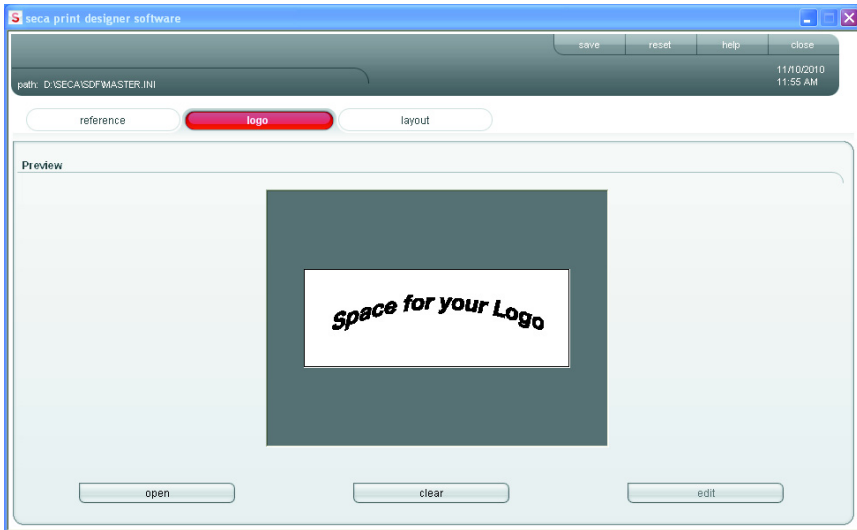 S seca print designer software
save reset help close
path: D:\SECA\SDF\MASTER.INI
11/10/2010
11:55 AM
reference logo layout
Preview
Space for your Logo
open clear edit